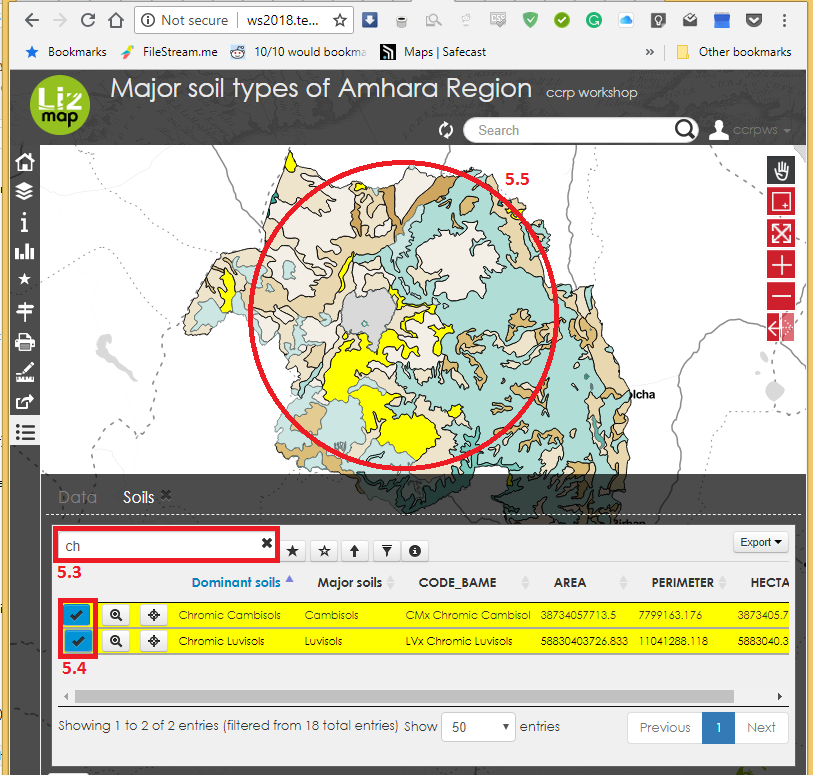 Not secure ws2018.te...
Bookmarks FileStream.me 10/10 would bookma Maps | Safecast » Other bookmarks
Liz map
Major soil types of Amhara Region ccrp workshop
Search ccrpws
5.5
olcha
Data Soils
ch
Export
5.3
Dominant soils Major soils CODE_BAME AREA PERIMETER HECTA
Chromic Cambisols Cambisols CMx Chromic Cambisol 38734057713.5 7799163.176 3873405.7
Chromic Luvisols Luvisols LVx Chromic Luvisols 58830403726.833 11041288.118 5883040.3
5.4
Showing 1 to 2 of 2 entries (filtered from 18 total entries) Show 50 entries Previous 1 Next